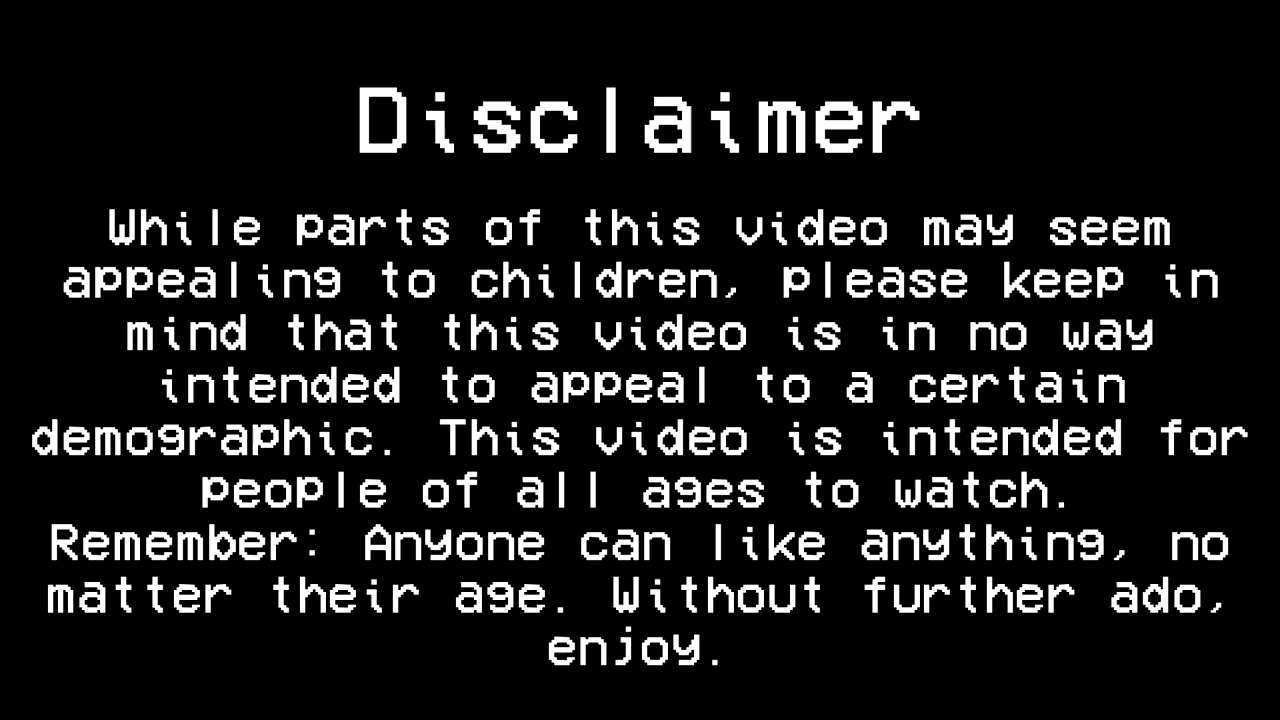 Disclaimer
While parts of this video may seem
appealing to children, please keep in
mind that this video is in no way
intended to appeal to a certain
demographic. This video is intended for
people of all ages to watch.
Remember: Anyone can like anything, no
matter their age. Without further ado,
enjoy.